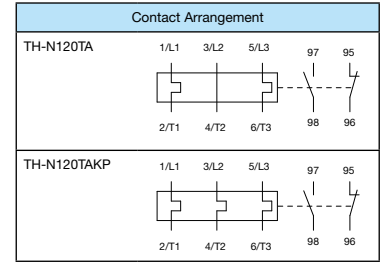 Contact Arrangement
TH-N120TA
1/L1 3/L2 5/L3 97 95
2/T1 4/T2 6/T3 98 96
TH-N120TAKP
1/L1 3/L2 5/L3 97 95
2/T1 4/T2 6/T3 98 96